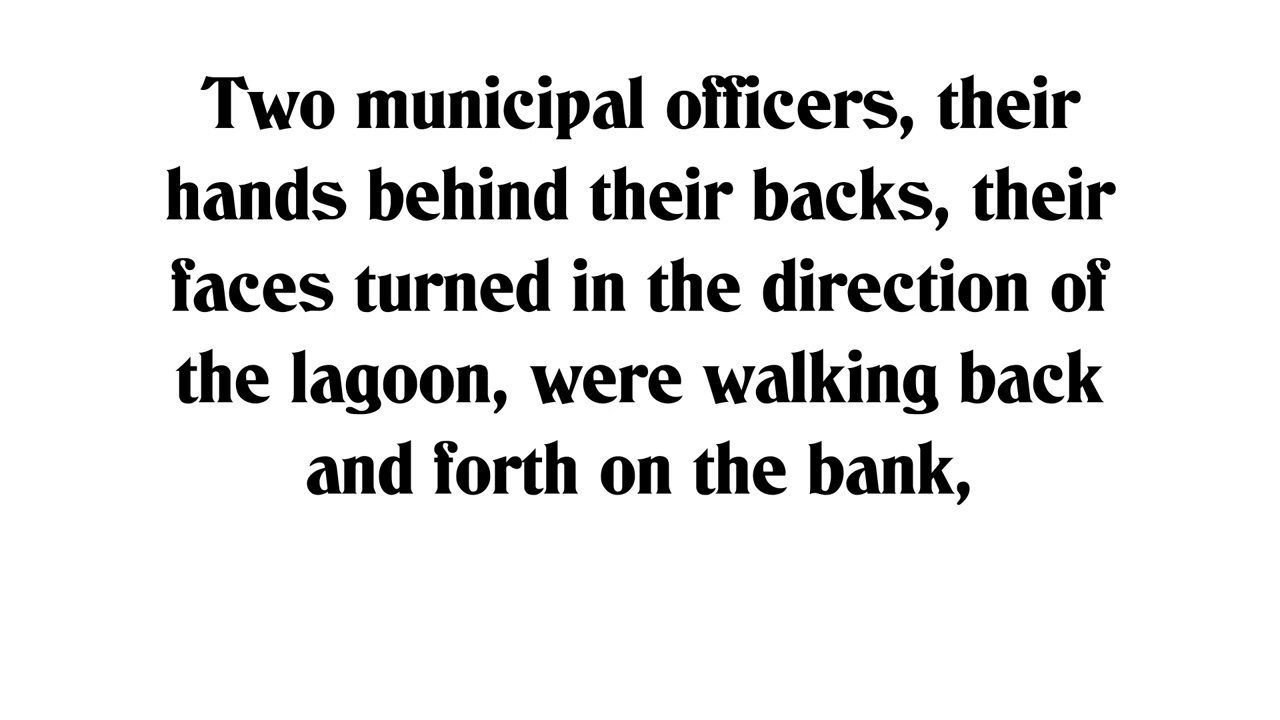 Two municipal officers, their
hands behind their backs, their
faces turned in the direction of
the lagoon, were walking back
and forth on the bank,